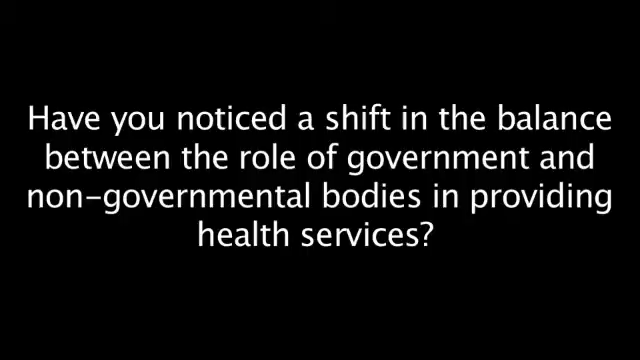 Have you noticed a shift in the balance
between the role of government and
non-governmental bodies in providing
health services?